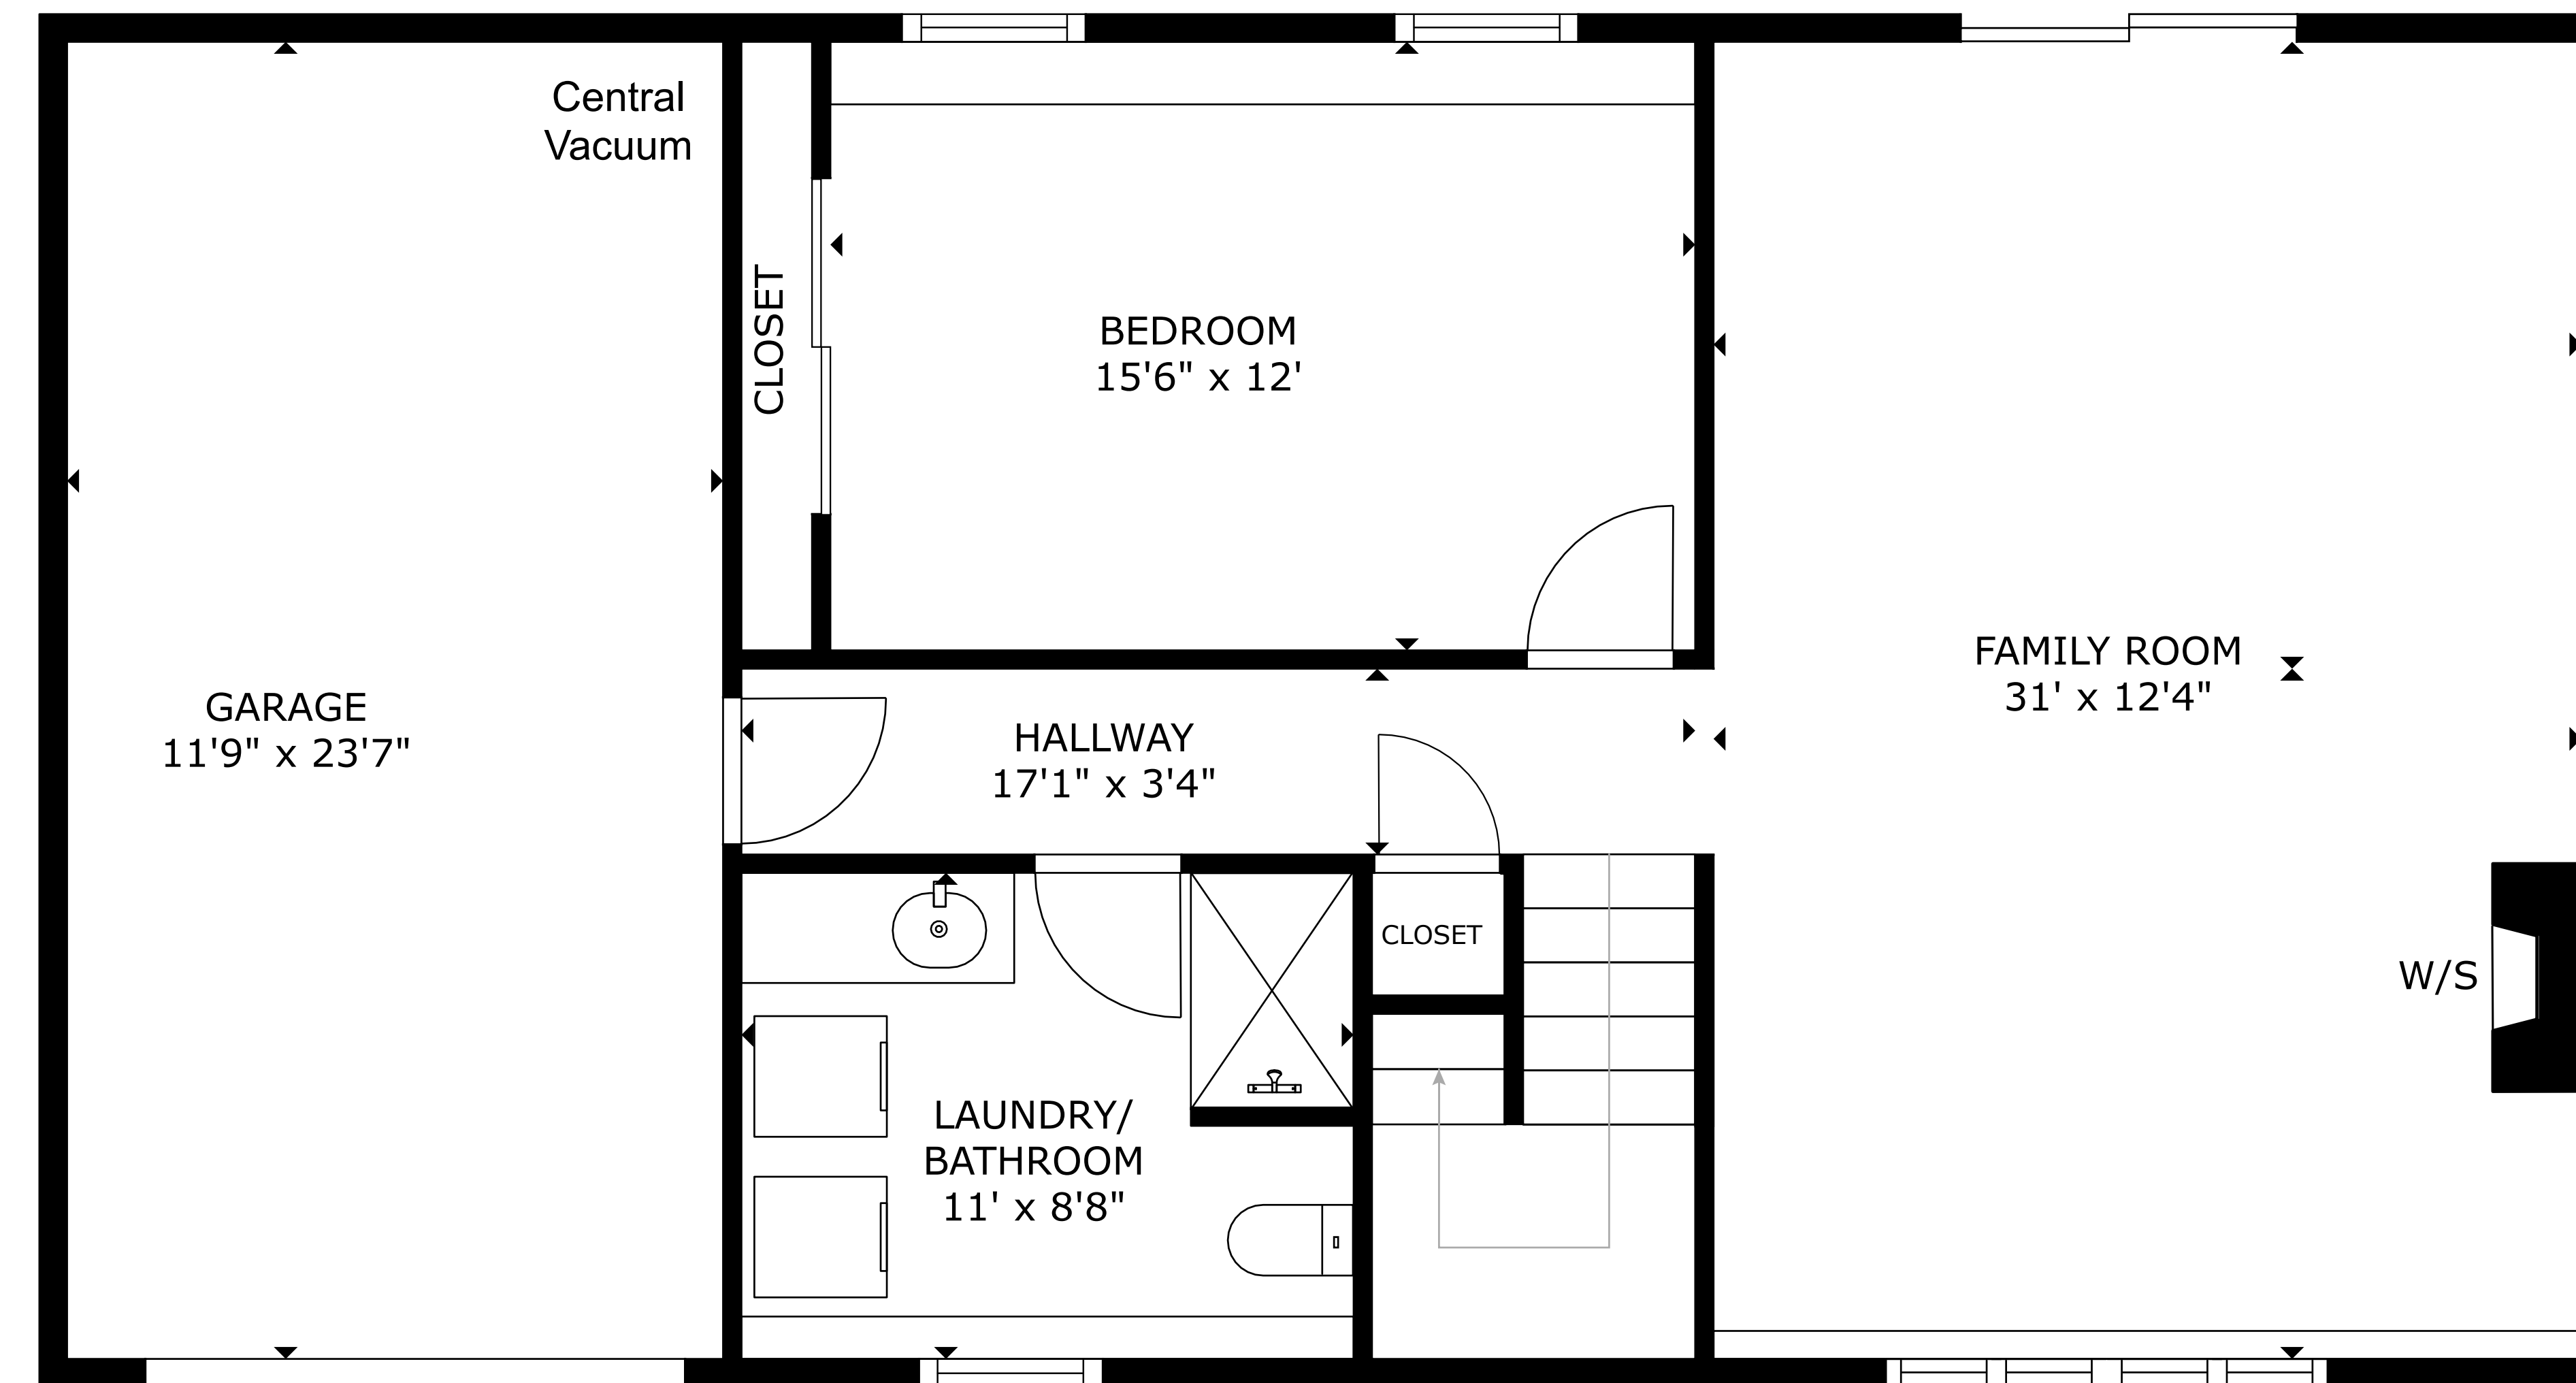 Central
Vacuum
CLOSET
BEDROOM
15'6" x 12'
FAMILY ROOM
31' x 12'4"
GARAGE
11'9" x 23'7"
HALLWAY
17'1" x 3'4"
CLOSET
W/S
LAUNDRY/
BATHROOM
11' x 8'8"